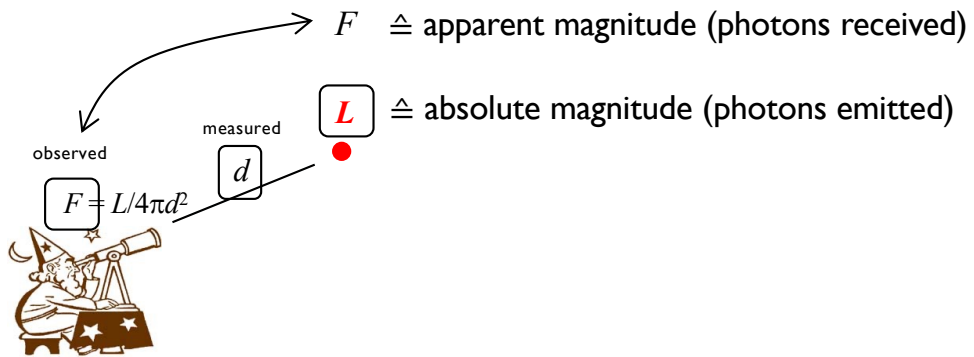 F ≜ apparent magnitude (photons received)
L ≜ absolute magnitude (photons emitted)
measured
observed
d
F = L/4πd²